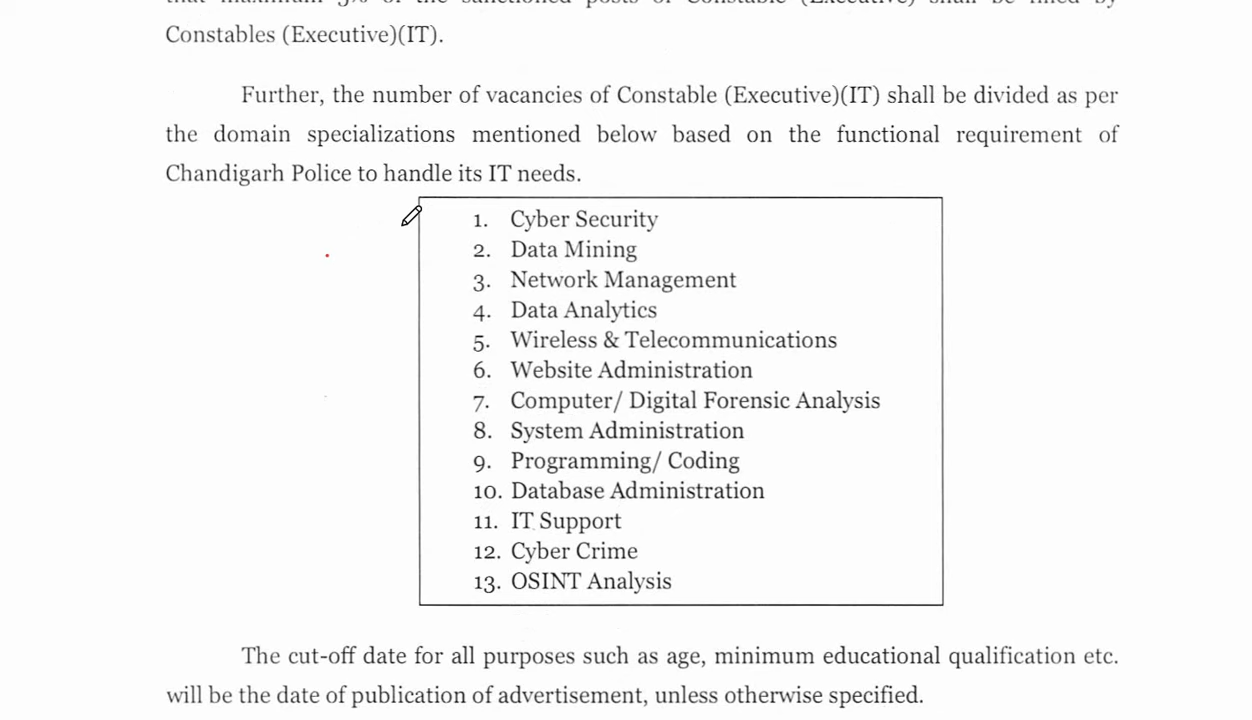 Constables (Executive)(IT).
Further, the number of vacancies of Constable (Executive)(IT) shall be divided as per
the domain specializations mentioned below based on the functional requirement of
Chandigarh Police to handle its IT needs.
1. Cyber Security
2. Data Mining
3. Network Management
4. Data Analytics
5. Wireless & Telecommunications
6. Website Administration
7. Computer/ Digital Forensic Analysis
8. System Administration
9. Programming/ Coding
10. Database Administration
11. IT Support
12. Cyber Crime
13. OSINT Analysis
The cut-off date for all purposes such as age, minimum educational qualification etc.
will be the date of publication of advertisement, unless otherwise specified.